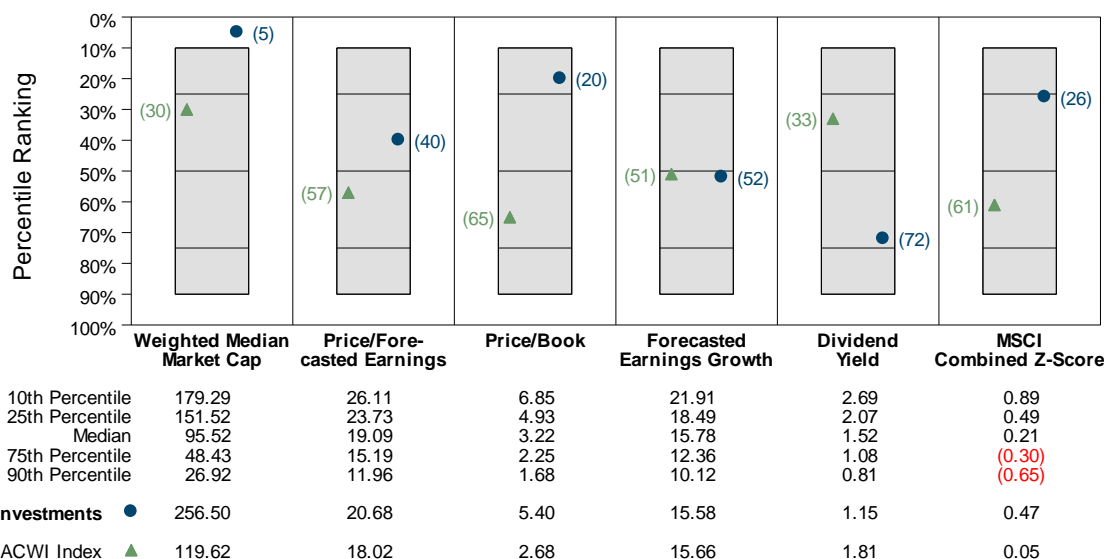 0%
10%
20%
30%
40%
50%
60%
70%
80%
90%
100%
Percentile Ranking
(30) (5)
(57) (40)
(65) (20)
(51) (52)
(33) (72)
(61) (26)
Weighted Median Market Cap
Price/Fore-casted Earnings
Price/Book
Forecasted Earnings Growth
Dividend Yield
MSCI Combined Z-Score
10th Percentile 179.29 26.11 6.85 21.91 2.69 0.89
25th Percentile 151.52 23.73 4.93 18.49 2.07 0.49
Median 95.52 19.09 3.22 15.78 1.52 0.21
75th Percentile 48.43 15.19 2.25 12.36 1.08 (0.30)
90th Percentile 26.92 11.96 1.68 10.12 0.81 (0.65)
nvestments 256.50 20.68 5.40 15.58 1.15 0.47
ACWI Index 119.62 18.02 2.68 15.66 1.81 0.05